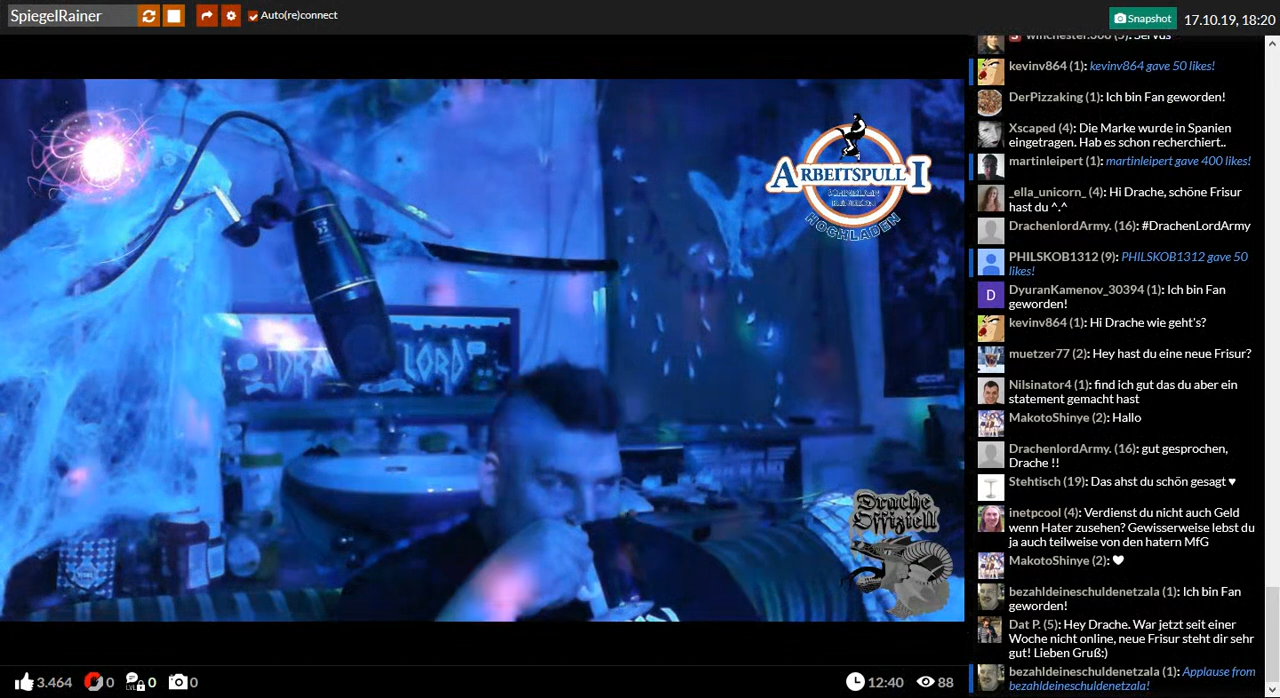 SpiegelRainer
Auto(re)connect
Snapshot
17.10.19, 18:20
ARBEITSPULLI
HOCHLADEN
LORD
Drache
Offiziell
winchester.308 (5): Servus
kevinv864 (1): kevinv864 gave 50 likes!
DerPizzaking (1): Ich bin Fan geworden!
Xscaped (4): Die Marke wurde in Spanien
eingetragen. Hab es schon recherchiert..
martinleipert (1): martinleipert gave 400 likes!
_ella_unicorn_ (4): Hi Drache, schöne Frisur
hast du ^.^
DrachenlordArmy. (16): #DrachenLordArmy
PHILSKOB1312 (9): PHILSKOB1312 gave 50
likes!
D
DyuranKamenov_30394 (1): Ich bin Fan
geworden!
kevinv864 (1): Hi Drache wie geht's?
muetzer77 (2): Hey hast du eine neue Frisur?
Nilsinator4 (1): find ich gut das du aber ein
statement gemacht hast
MakotoShinye (2): Hallo
DrachenlordArmy. (16): gut gesprochen,
Drache !!
Stehtisch (19): Das ahst du schön gesagt ♥
inetpcool (4): Verdienst du nicht auch Geld
wenn Hater zusehen? Gewisserweise lebst du
ja auch teilweise von den hatern MfG
MakotoShinye (2): ♥
bezahldeineschuldenetzala (1): Ich bin Fan
geworden!
Dat P. (5): Hey Drache. War jetzt seit einer
Woche nicht online, neue Frisur steht dir sehr
gut! Lieben Gruß:)
bezahldeineschuldenetzala (1): Applause from
bezahldeineschuldenetzala!
3.464
0
LVL
0
0
12:40
88